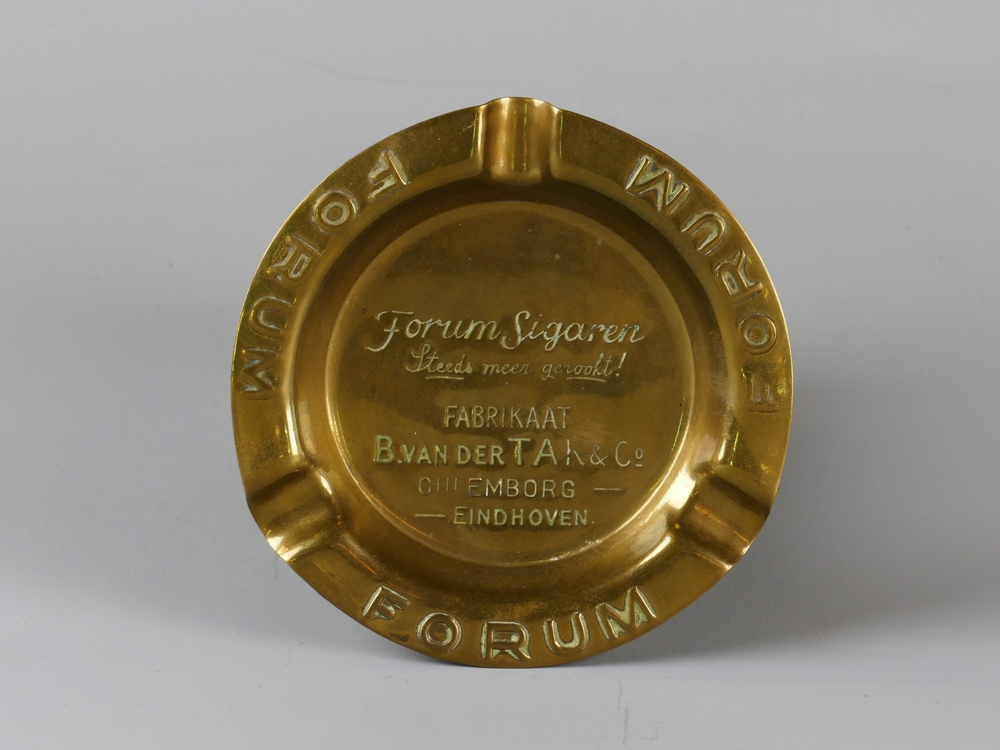 FORUM
FORUM
Forum Sigaren
Steeds meer gerookt!
FABRIKAAT
B. VAN DER TAK & Co
CULEMBORG —
— EINDHOVEN.
FORUM